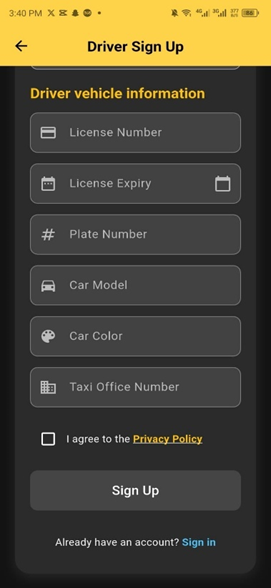 3:40 PM
Driver Sign Up
Driver vehicle information
License Number
License Expiry
Plate Number
Car Model
Car Color
Taxi Office Number
I agree to the Privacy Policy
Sign Up
Already have an account? Sign in